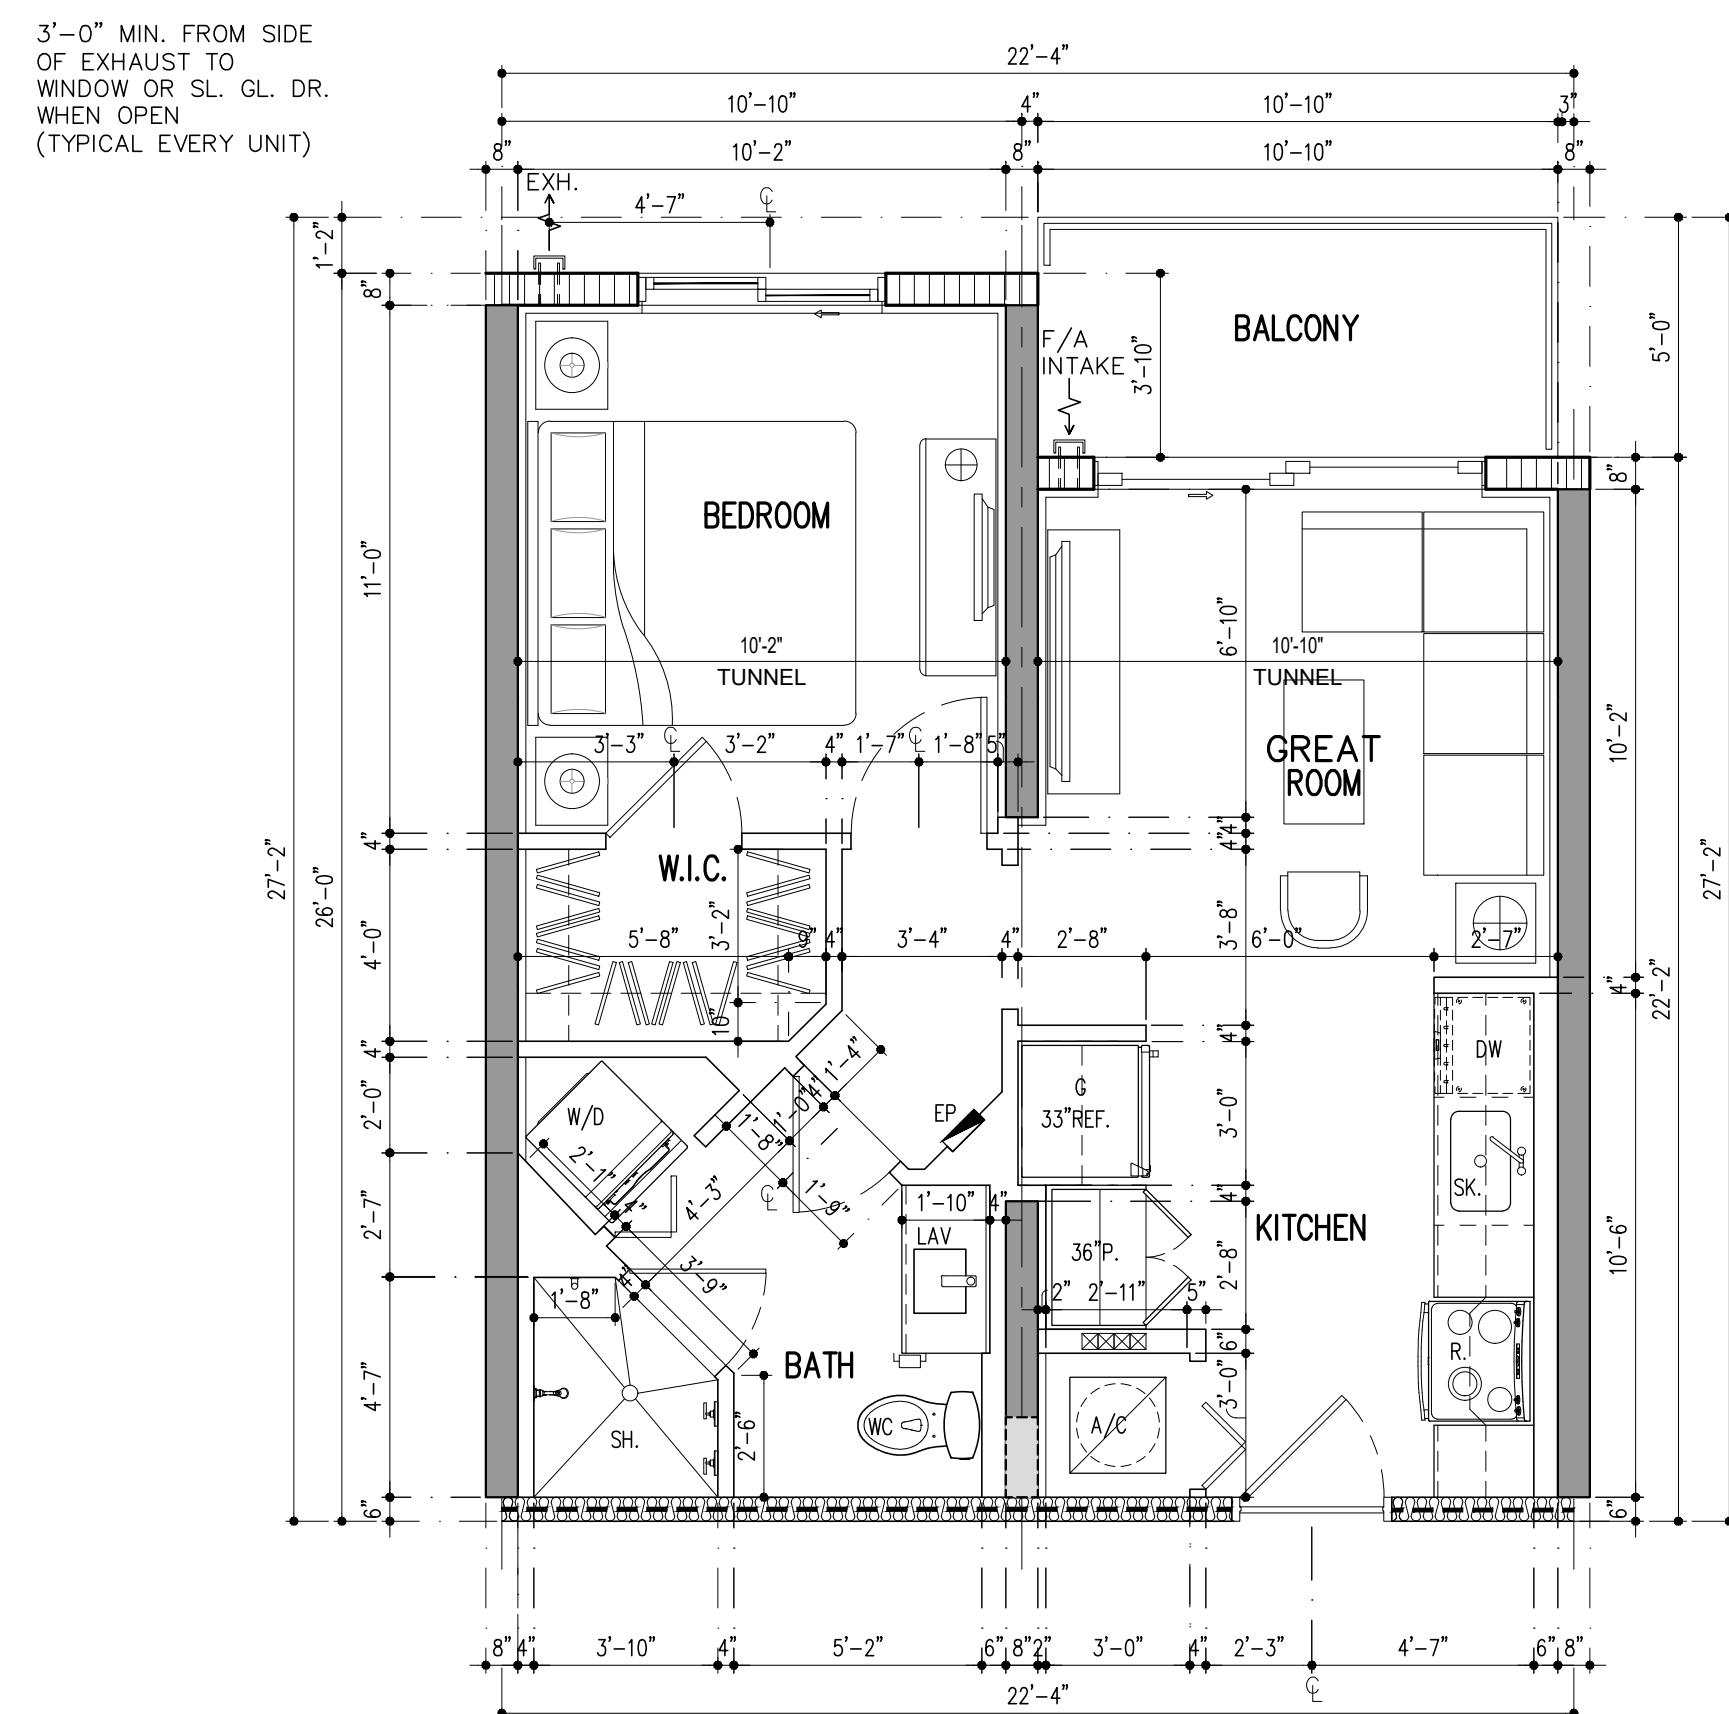 3'-0" MIN. FROM SIDE
OF EXHAUST TO
WINDOW OR SL. GL. DR.
WHEN OPEN
(TYPICAL EVERY UNIT)
22'-4"
10'-10" 4" 10'-10" 3"
8" 10'-2" 8" 10'-10" 8"
EXH.
4'-7" ℄
1'-2"
8"
BALCONY
F/A
INTAKE
3'-10"
5'-0"
8"
BEDROOM
11'-0"
6'-10"
10'-2" 10'-10"
TUNNEL TUNNEL
GREAT
ROOM
10'-2"
3'-3" ℄ 3'-2" 4" 1'-7" ℄ 1'-8" 5"
4" 4"
4"
27'-2" 26'-0" 27'-2"
W.I.C.
3'-2"
4'-0"
3'-8"
5'-8" 9" 4" 3'-4" 4" 2'-8" 6'-0" 2'-7"
4" 22'-2"
10"
4"
4"
1'-4"
DW
G
33"REF.
EP
W/D
2'-0"
4"
1'-0"
1'-8"
3'-0"
2'-1"
4"
4'-3"
℄
1'-9"
SK.
4"
1'-10" 4"
LAV
KITCHEN
2'-7"
36"P.
2'-8"
10'-6"
3'-9"
4"
1'-8"
2" 2'-11" 5"
6"
R.
BATH
4'-7"
3'-0"
2'-6"
SH.
WC
A/C
6" 6"
8" 4" 3'-10" 4" 5'-2" 6" 8" 2" 3'-0" 4" 2'-3" 4'-7" 6" 8"
℄
22'-4"